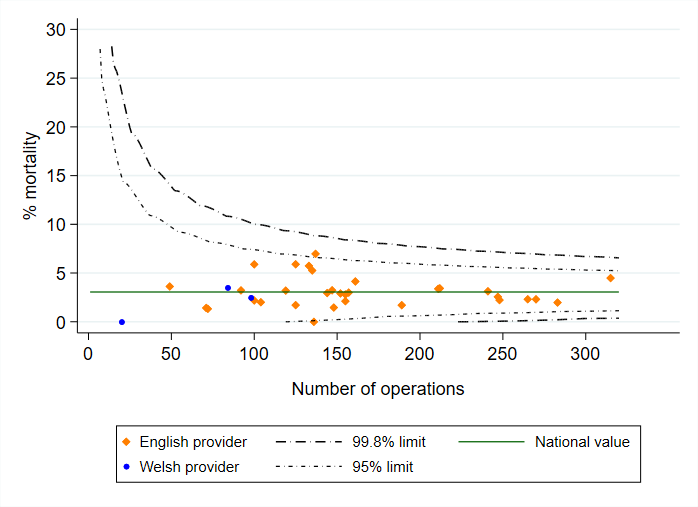 30
25
20
15
10
5
0
% mortality
0 50 100 150 200 250 300
Number of operations
English provider 99.8% limit National value
Welsh provider 95% limit